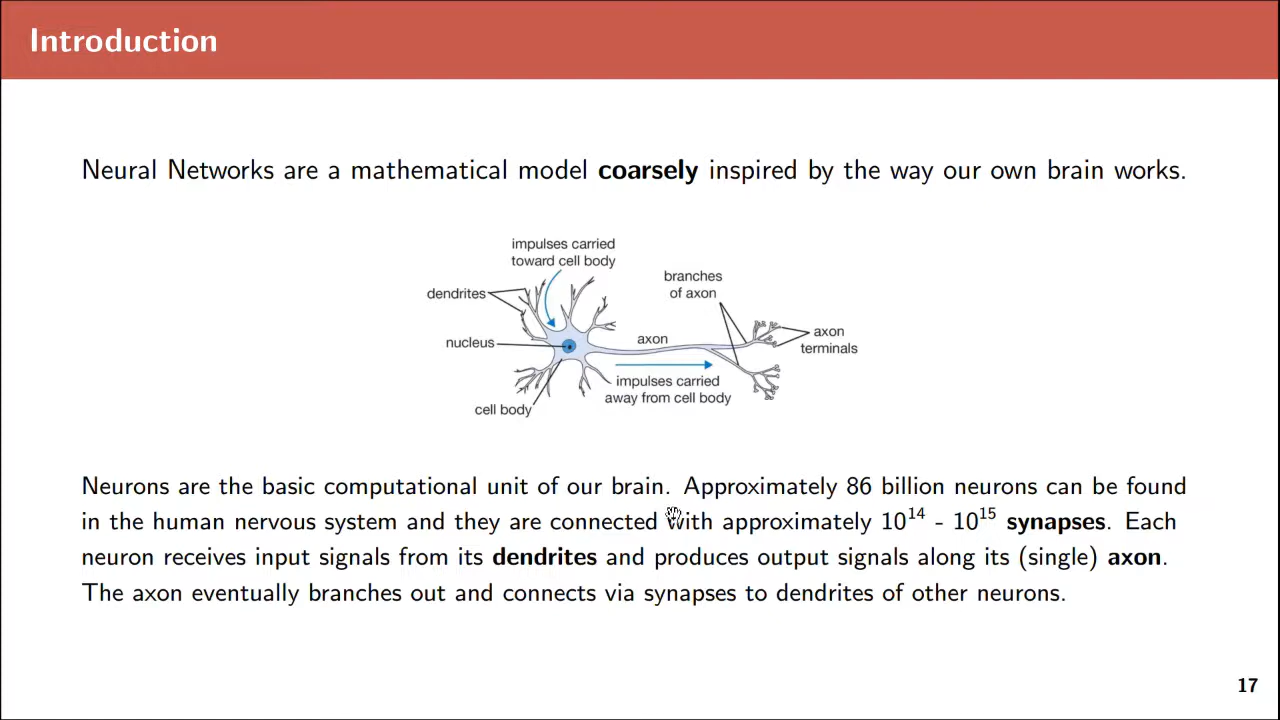 Introduction
Neural Networks are a mathematical model coarsely inspired by the way our own brain works.
impulses carried
toward cell body
branches
of axon
dendrites
axon
terminals
nucleus
axon
impulses carried
away from cell body
cell body
Neurons are the basic computational unit of our brain. Approximately 86 billion neurons can be found
in the human nervous system and they are connected with approximately 10¹⁴ - 10¹⁵ synapses. Each
neuron receives input signals from its dendrites and produces output signals along its (single) axon.
The axon eventually branches out and connects via synapses to dendrites of other neurons.
17